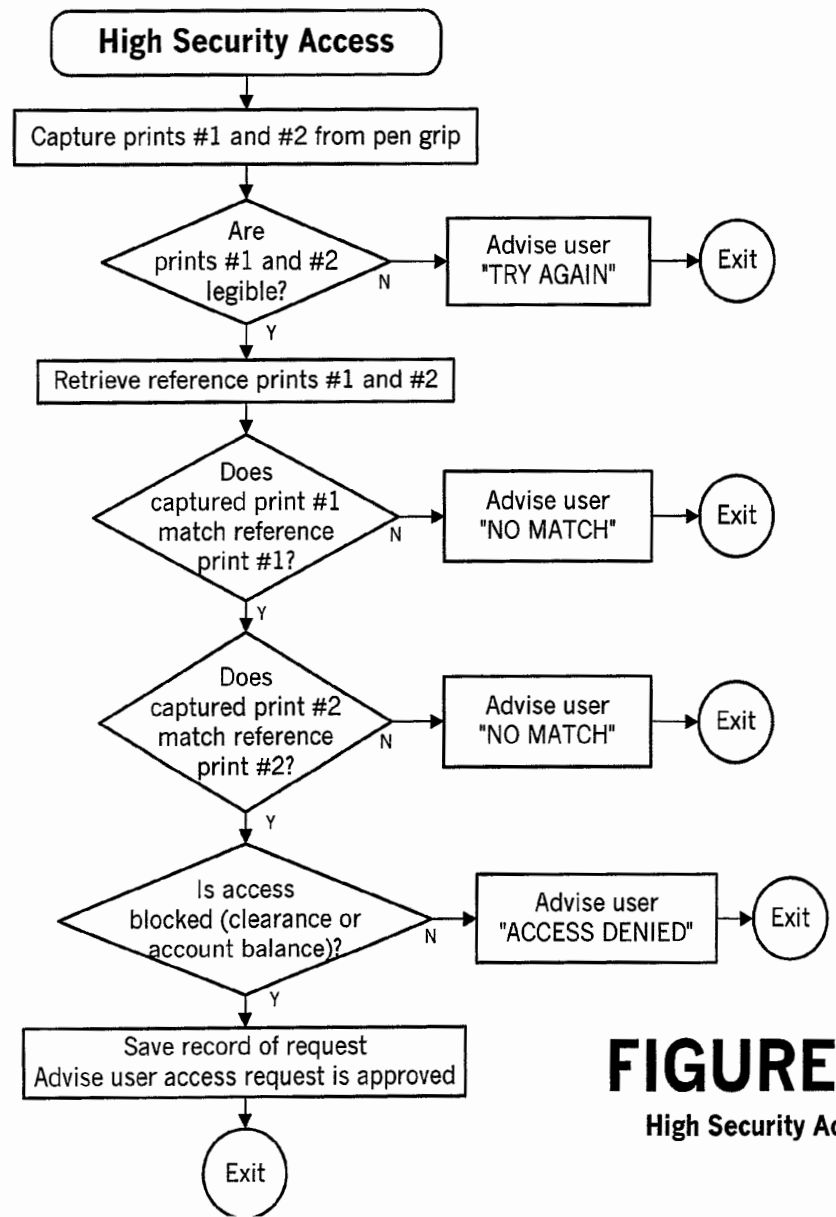 High Security Access
Capture prints #1 and #2 from pen grip
Are
prints #1 and #2
legible?
N
Advise user
"TRY AGAIN"
Exit
Y
Retrieve reference prints #1 and #2
Does
captured print #1
match reference
print #1?
N
Advise user
"NO MATCH"
Exit
Y
Does
captured print #2
match reference
print #2?
N
Advise user
"NO MATCH"
Exit
Y
Is access
blocked (clearance or
account balance)?
N
Advise user
"ACCESS DENIED"
Exit
Y
Save record of request
Advise user access request is approved
Exit
FIGURE
High Security Ac